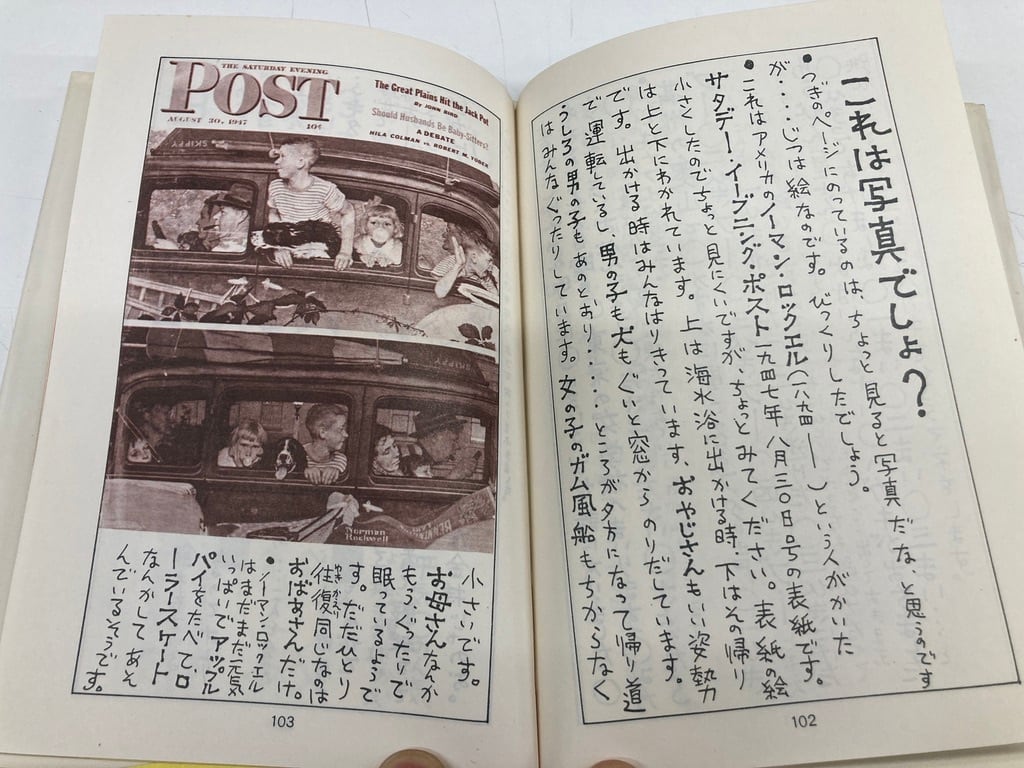 これは写真でしょ?
・つぎのページにのっているのは、ちょっと見ると写真だな、と思うのです
が‥‥じつは絵なのです。びっくりしたでしょう。
・これはアメリカのノーマン・ロックエル(一八九四――)という人がかいた
サタデー・イーブニング・ポスト一九四七年八月三〇日号の表紙です。表紙の絵
小さくしたのでちょっと見にくいですが、ちょっとみてください。
は上と下にわかれています。上は海水浴に出かける時、下はその帰り
です。出かける時はみんなはりきっています、おやじさんもいい姿勢
で運転しているし、男の子も犬もぐいと窓からのりだしています。
・うしろの男の子もあのとおり‥‥ところが夕方になって帰り道
はみんなぐったりしています。女の子のガム風船もちからなく
102
THE SATURDAY EVENING
POST
AUGUST 30, 1947
10¢
The Great Plains Hit the Jack Pot
By JOHN BIRD
Should Husbands Be Baby-Sitters?
A DEBATE
HILA COLMAN vs. ROBERT M. YODER
SKIPPY
SKIPPY
Norman
Rockwell
小さいです。
お母さんなんか
もう、ぐったりで
眠っているようで
す。ただひとり
往復同じなのは
おうふく
おばあさんだけ。
・ノーマン・ロックエル
はまだまだ元気
いっぱいでアップル
パイをたべて、ロ
ーラースケート
なんかしてあそ
んでいるそうです。
103